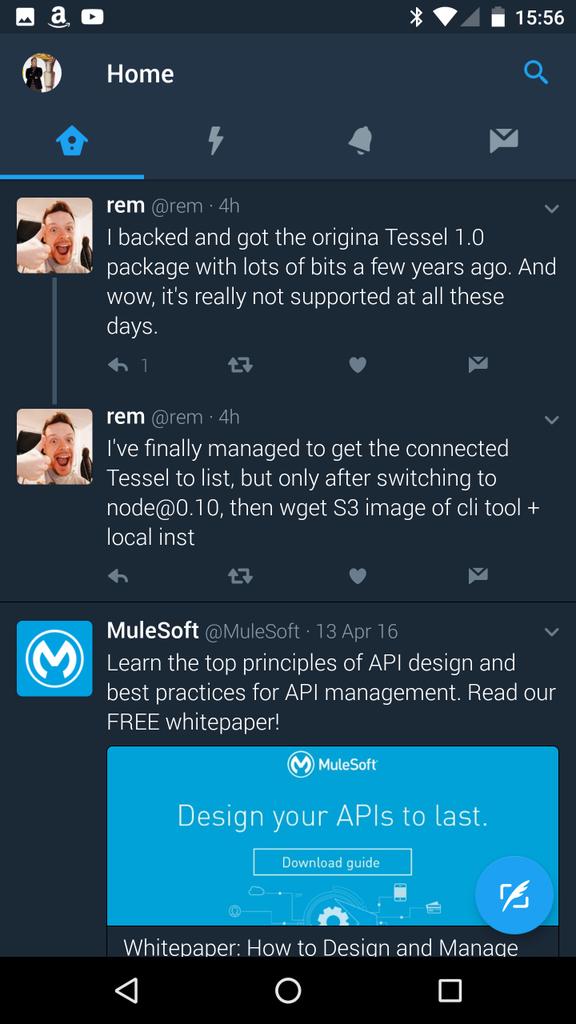 15:56
Home
rem @rem · 4h
I backed and got the origina Tessel 1.0
package with lots of bits a few years ago. And
wow, it's really not supported at all these
days.
1
rem @rem · 4h
I've finally managed to get the connected
Tessel to list, but only after switching to
node@0.10, then wget S3 image of cli tool +
local inst
MuleSoft @MuleSoft · 13 Apr 16
Learn the top principles of API design and
best practices for API management. Read our
FREE whitepaper!
MuleSoft
Design your APIs to last.
Download guide
Whitepaper: How to Design and Manage